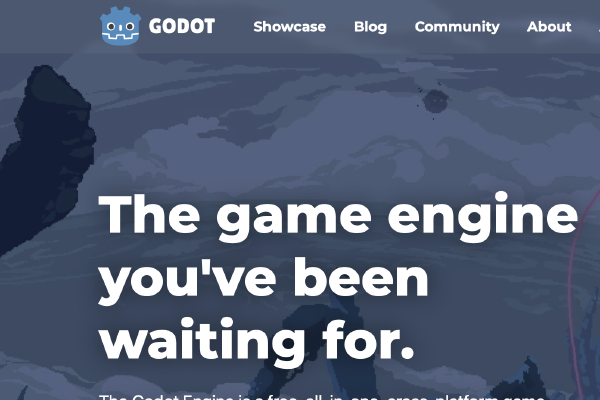 GODOT Showcase Blog Community About
The game engine
you've been
waiting for.
The Godot Engine is a free, all-in-one, cross-platform game